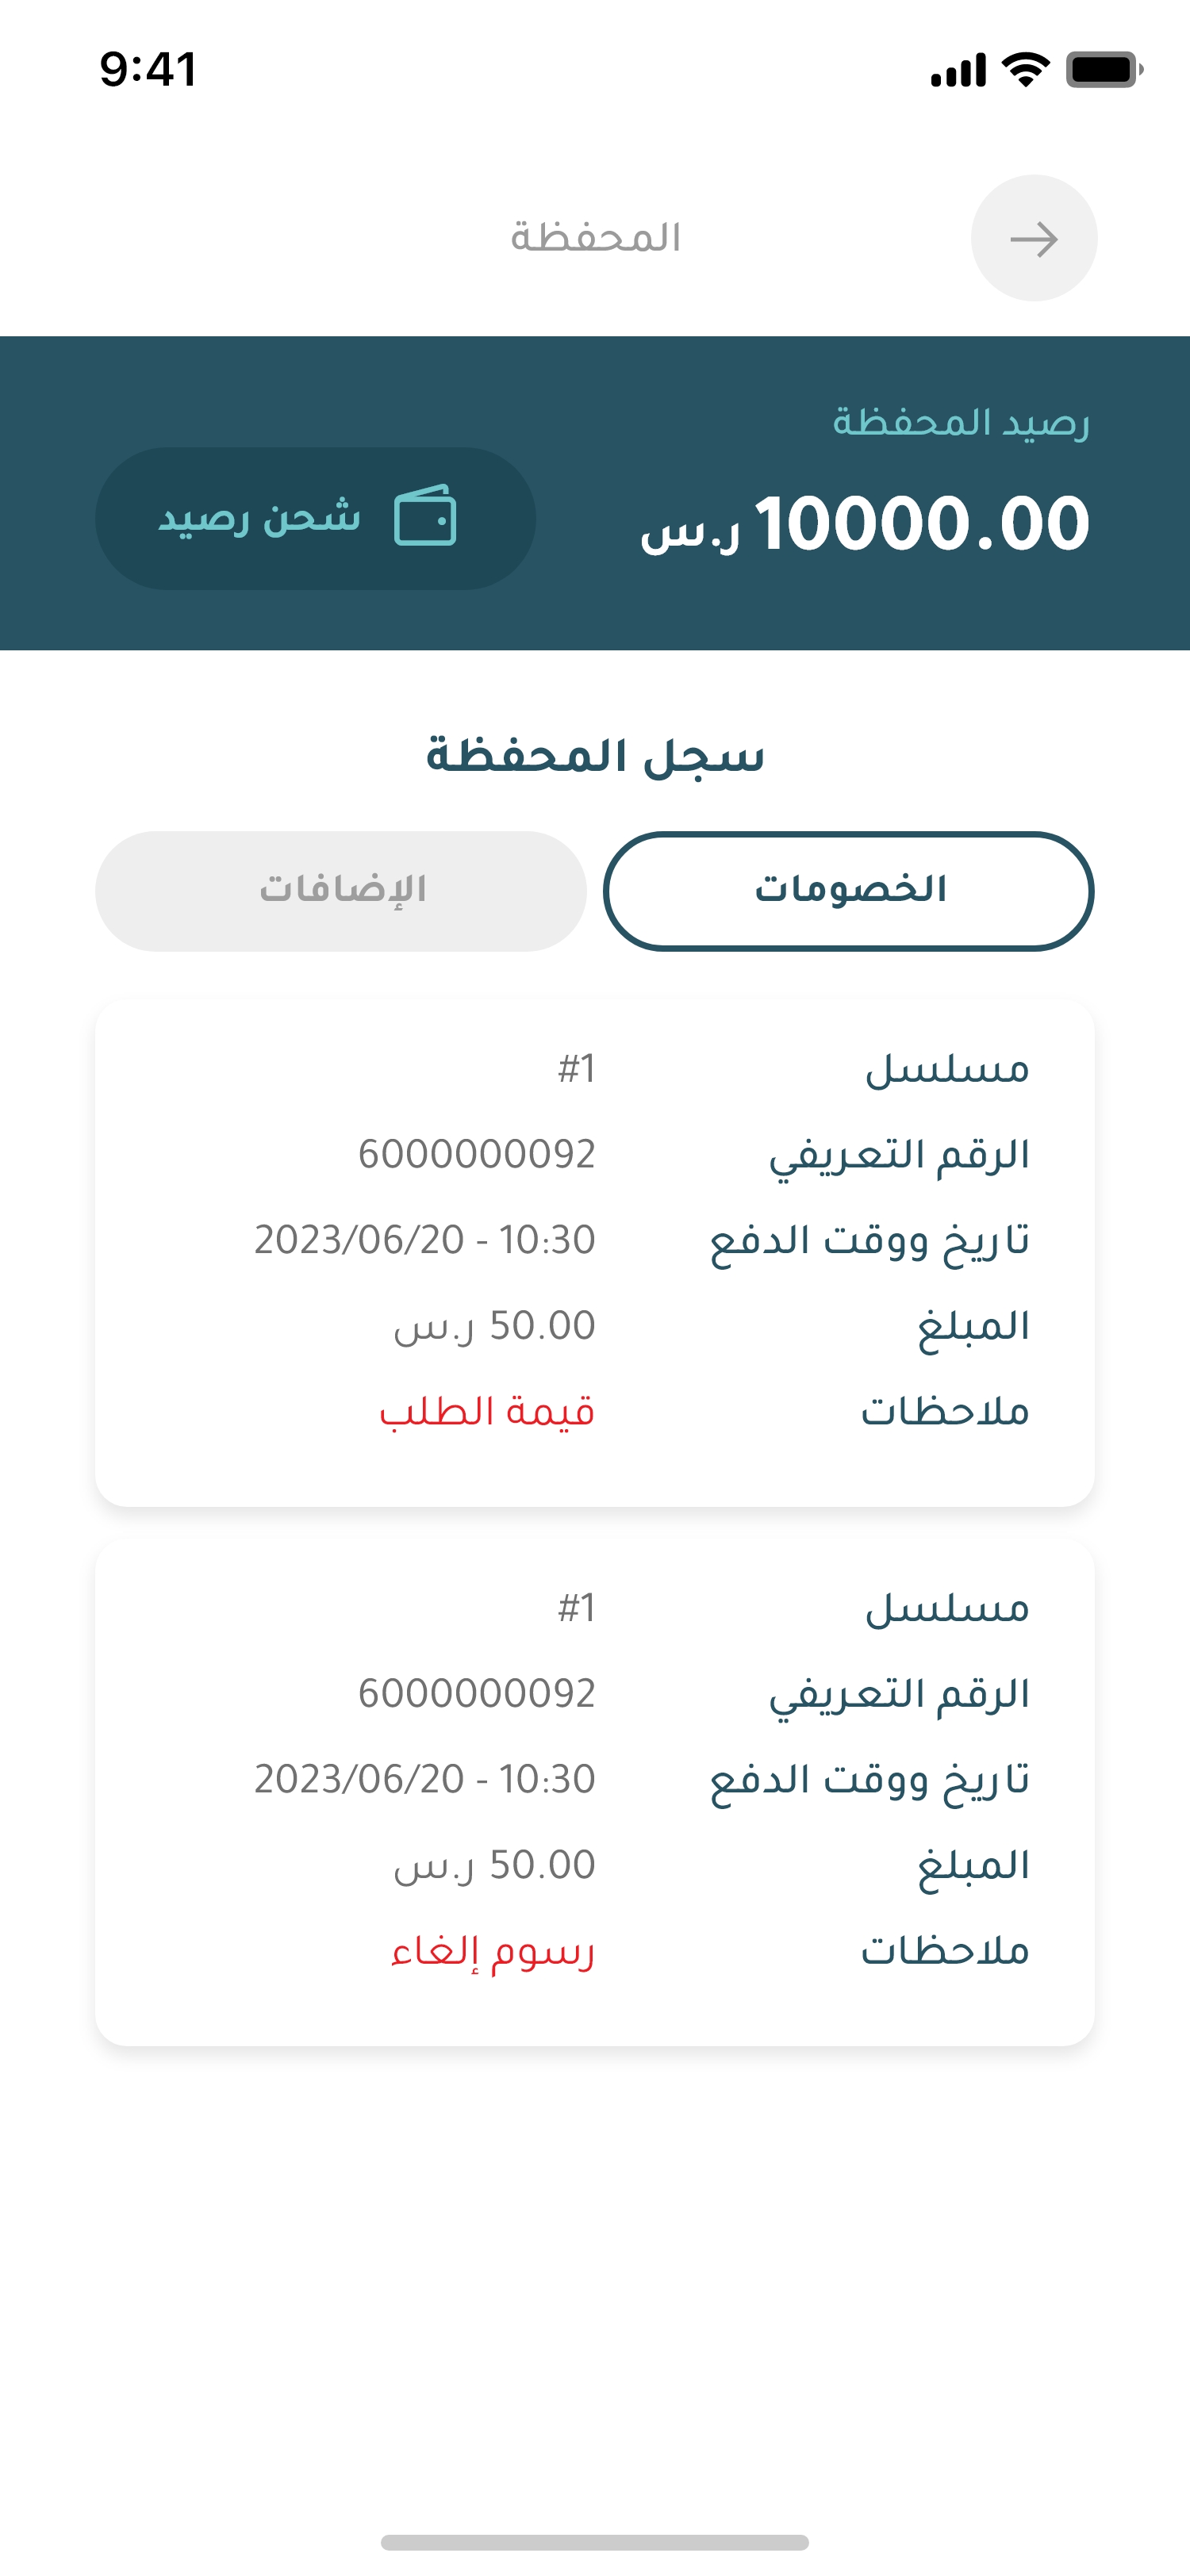 9:41
المحفظة
رصيد المحفظة
10000.00 ر.س
شحن رصيد
سجل المحفظة
الخصومات
الإضافات
مسلسل #1
الرقم التعريفي 6000000092
تاريخ ووقت الدفع 2023/06/20 - 10:30
المبلغ 50.00 ر.س
ملاحظات قيمة الطلب
مسلسل #1
الرقم التعريفي 6000000092
تاريخ ووقت الدفع 2023/06/20 - 10:30
المبلغ 50.00 ر.س
ملاحظات رسوم إلغاء